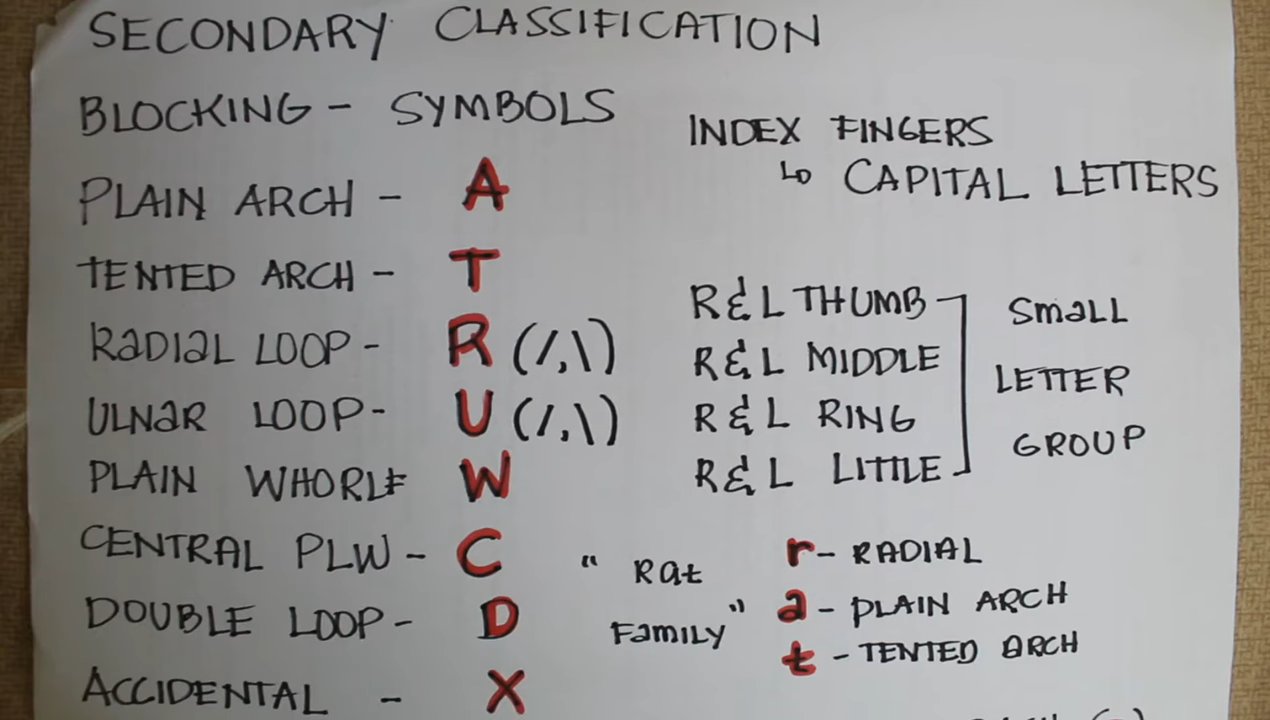 SECONDARY CLASSIFICATION
BLOCKING - SYMBOLS
PLAIN ARCH - A
TENTED ARCH - T
RADIAL LOOP - R (/,\)
ULNAR LOOP - U (/,\)
PLAIN WHORLF W
CENTRAL PLW - C
DOUBLE LOOP - D
ACCIDENTAL - X
INDEX FINGERS
↳ CAPITAL LETTERS
R & L THUMB
R & L MIDDLE
R & L RING
R & L LITTLE
SMALL
LETTER
GROUP
"RAT
FAMILY"
r - RADIAL
a - PLAIN ARCH
t - TENTED ARCH